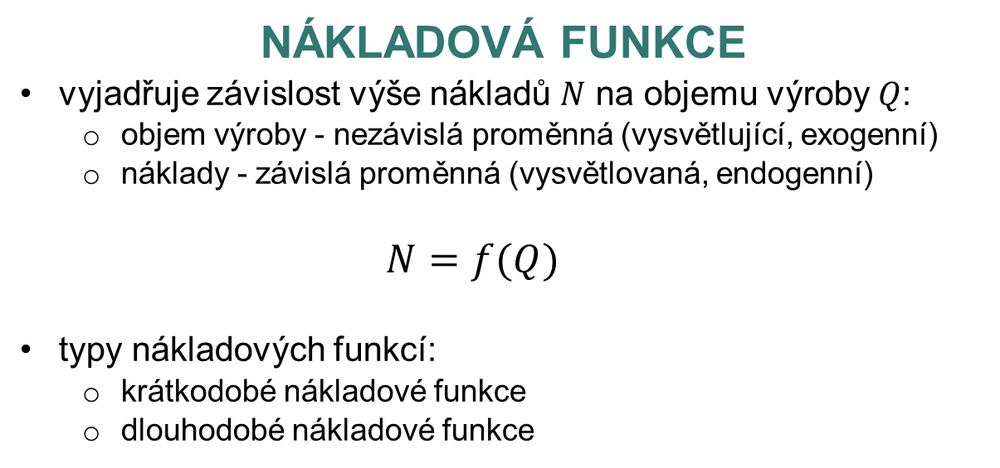 NÁKLADOVÁ FUNKCE
• vyjadřuje závislost výše nákladů N na objemu výroby Q:
o objem výroby - nezávislá proměnná (vysvětlující, exogenní)
o náklady - závislá proměnná (vysvětlovaná, endogenní)
N = f(Q)
• typy nákladových funkcí:
o krátkodobé nákladové funkce
o dlouhodobé nákladové funkce